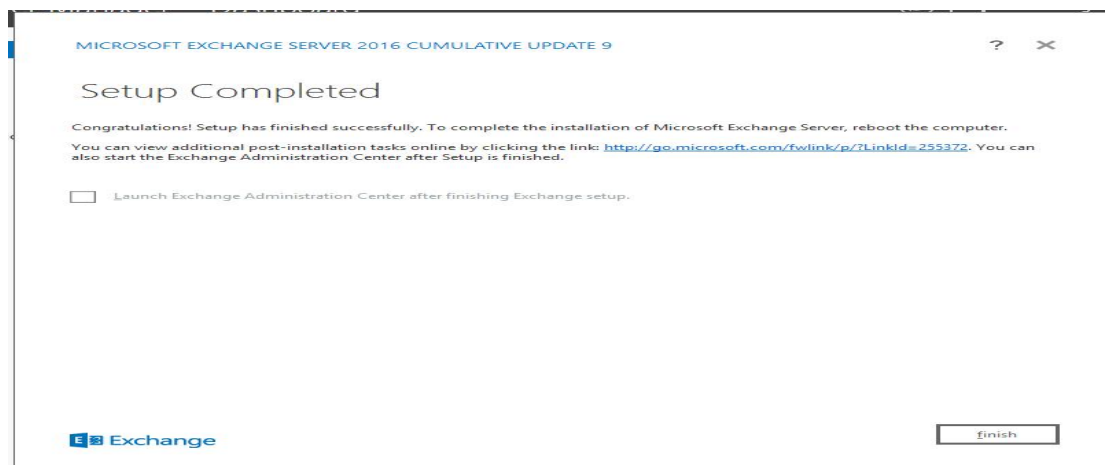 MICROSOFT EXCHANGE SERVER 2016 CUMULATIVE UPDATE 9
? ×
Setup Completed
Congratulations! Setup has finished successfully. To complete the installation of Microsoft Exchange Server, reboot the computer.
You can view additional post-installation tasks online by clicking the link: http://go.microsoft.com/fwlink/p/?LinkId=255372. You can
also start the Exchange Administration Center after Setup is finished.
Launch Exchange Administration Center after finishing Exchange setup.
Exchange
finish